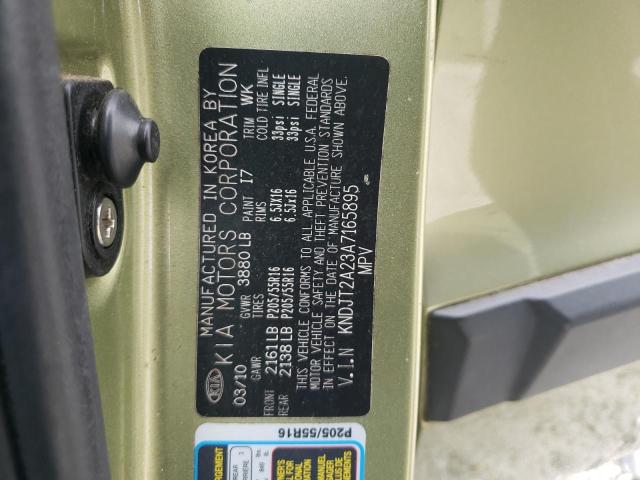 MANUFACTURED IN KOREA BY
KIA KIA MOTORS CORPORATION
03/10 GVWR 3880 LB PAINT I7 TRIM WK
GAWR TIRES RIMS COLD TIRE INFL
FRONT 2161 LB P205/55R16 6.5Jx16 33psi SINGLE
REAR 2138 LB P205/55R16 6.5Jx16 33psi SINGLE
THIS VEHICLE CONFORMS TO ALL APPLICABLE U.S.A. FEDERAL
MOTOR VEHICLE SAFETY AND THEFT PREVENTION STANDARDS
IN EFFECT ON THE DATE OF MANUFACTURE SHOWN ABOVE.
V.I.N KNDJT2A23A7165895
MPV
P205/55R16
REAR
MANUEL